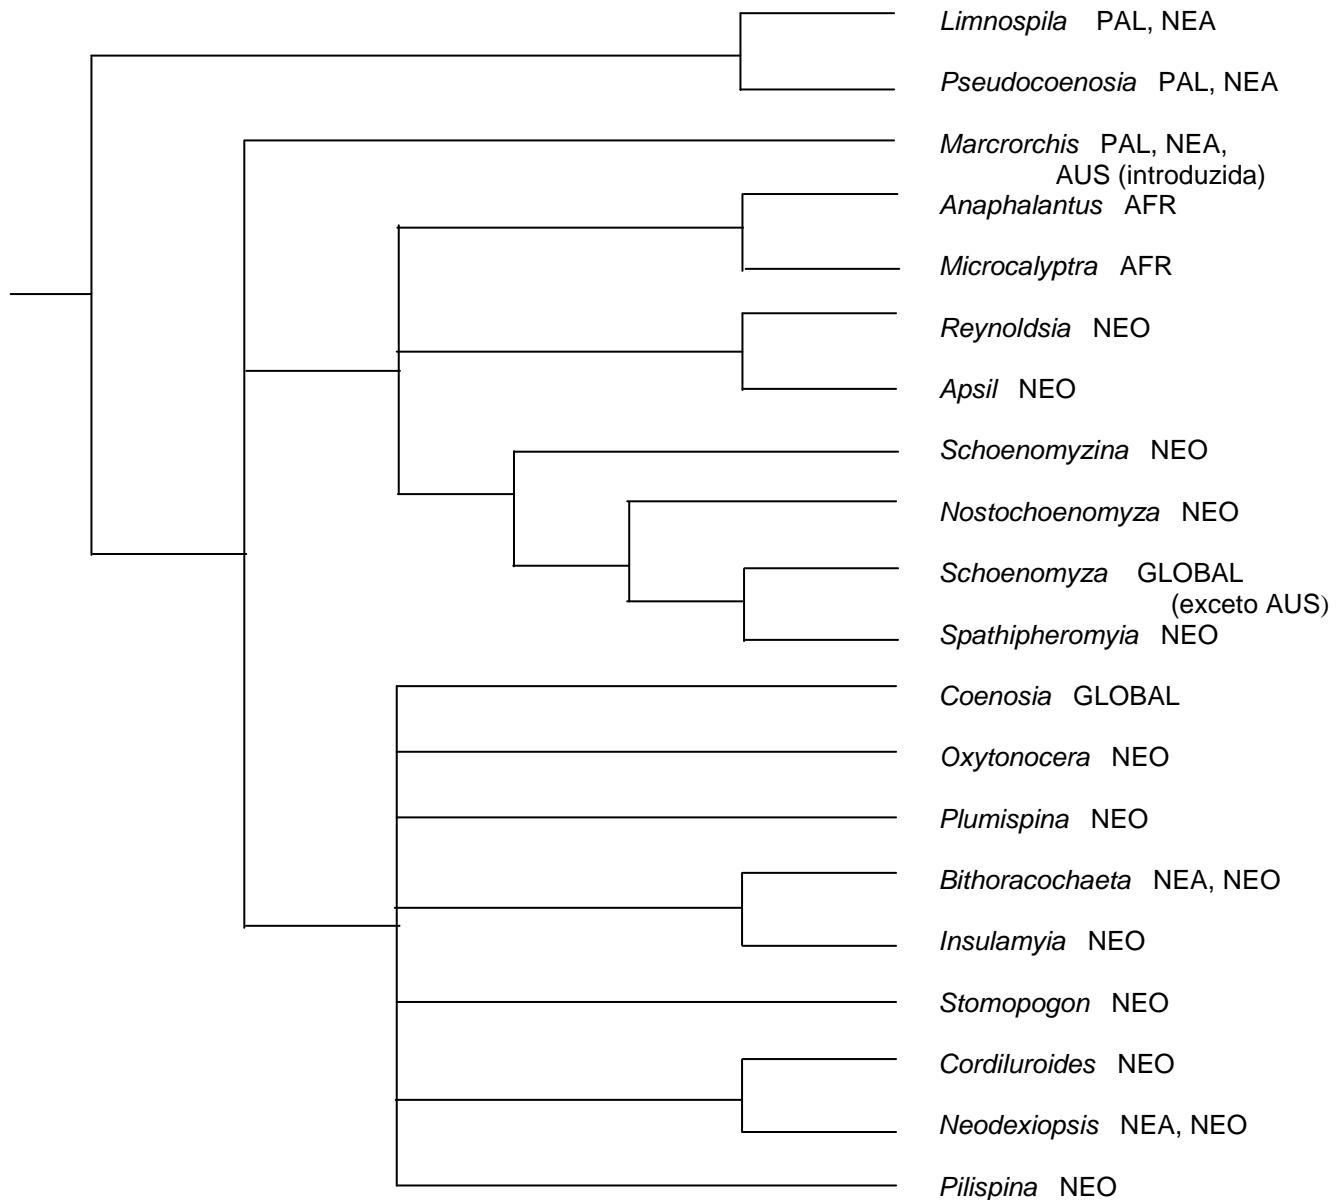 Limnospila PAL, NEA
Pseudocoenosia PAL, NEA
Marcrorchis PAL, NEA,
AUS (introduzida)
Anaphalantus AFR
Microcalyptra AFR
Reynoldsia NEO
Apsil NEO
Schoenomyzina NEO
Nostochoenomyza NEO
Schoenomyza GLOBAL
(exceto AUS)
Spathipheromyia NEO
Coenosia GLOBAL
Oxytonocera NEO
Plumispina NEO
Bithoracochaeta NEA, NEO
Insulamyia NEO
Stomopogon NEO
Cordiluroides NEO
Neodexiopsis NEA, NEO
Pilispina NEO